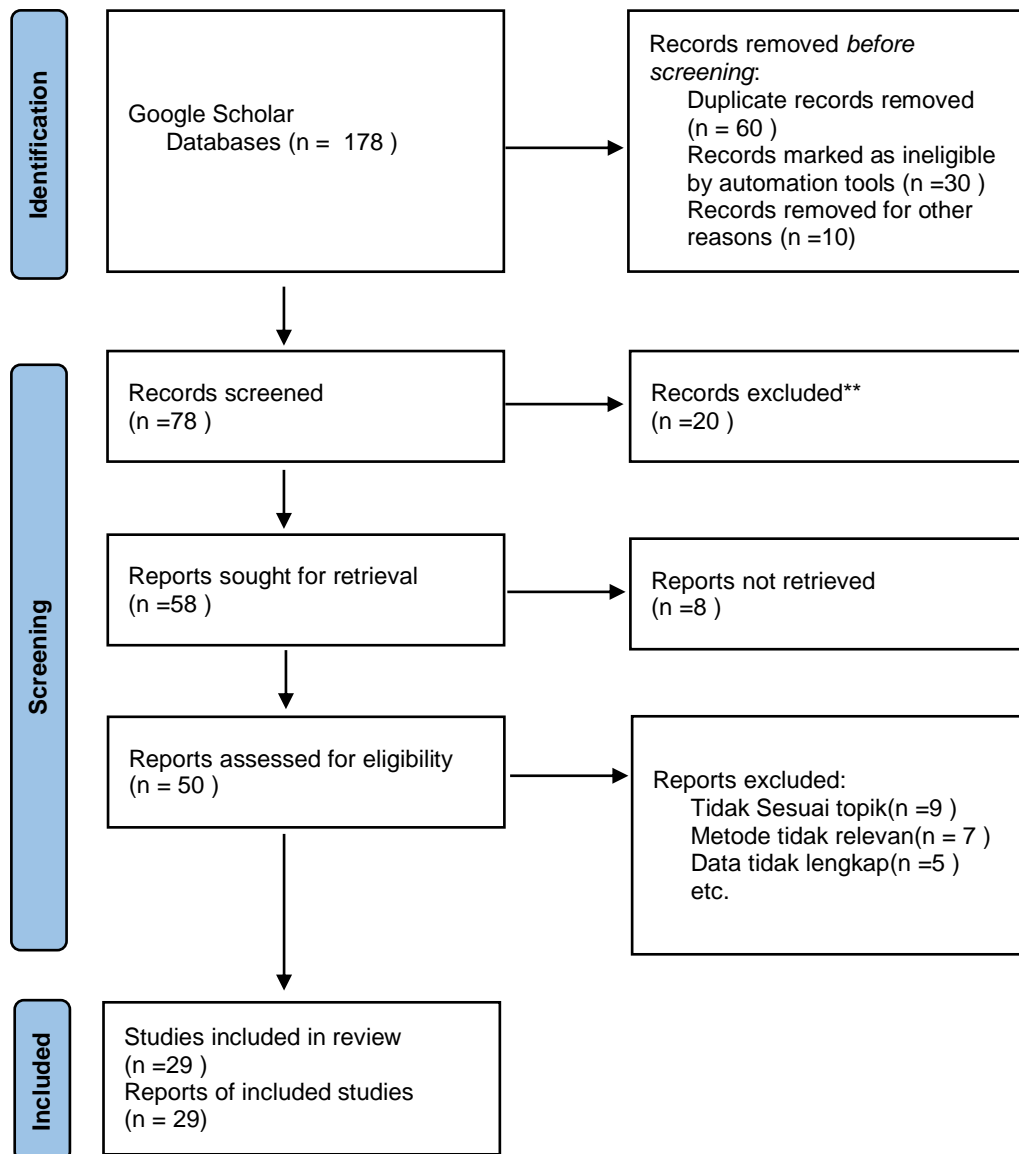 Identification
Google Scholar
Databases (n = 178 )
Records removed before
screening:
Duplicate records removed
(n = 60 )
Records marked as ineligible
by automation tools (n =30 )
Records removed for other
reasons (n =10)
Screening
Records screened
(n =78 )
Records excluded**
(n =20 )
Reports sought for retrieval
(n =58 )
Reports not retrieved
(n =8 )
Reports assessed for eligibility
(n = 50 )
Reports excluded:
Tidak Sesuai topik(n =9 )
Metode tidak relevan(n = 7 )
Data tidak lengkap(n =5 )
etc.
Included
Studies included in review
(n =29 )
Reports of included studies
(n = 29)